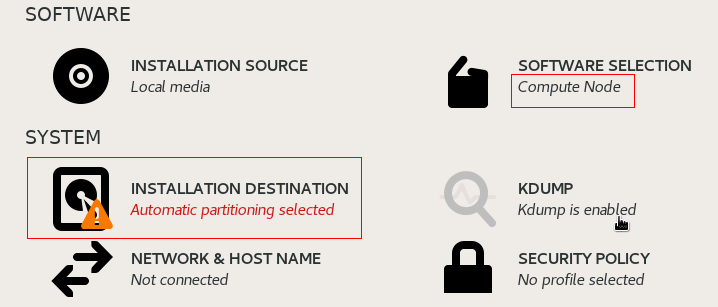 SOFTWARE
INSTALLATION SOURCE
Local media
SOFTWARE SELECTION
Compute Node
SYSTEM
INSTALLATION DESTINATION
Automatic partitioning selected
KDUMP
Kdump is enabled
NETWORK & HOST NAME
Not connected
SECURITY POLICY
No profile selected